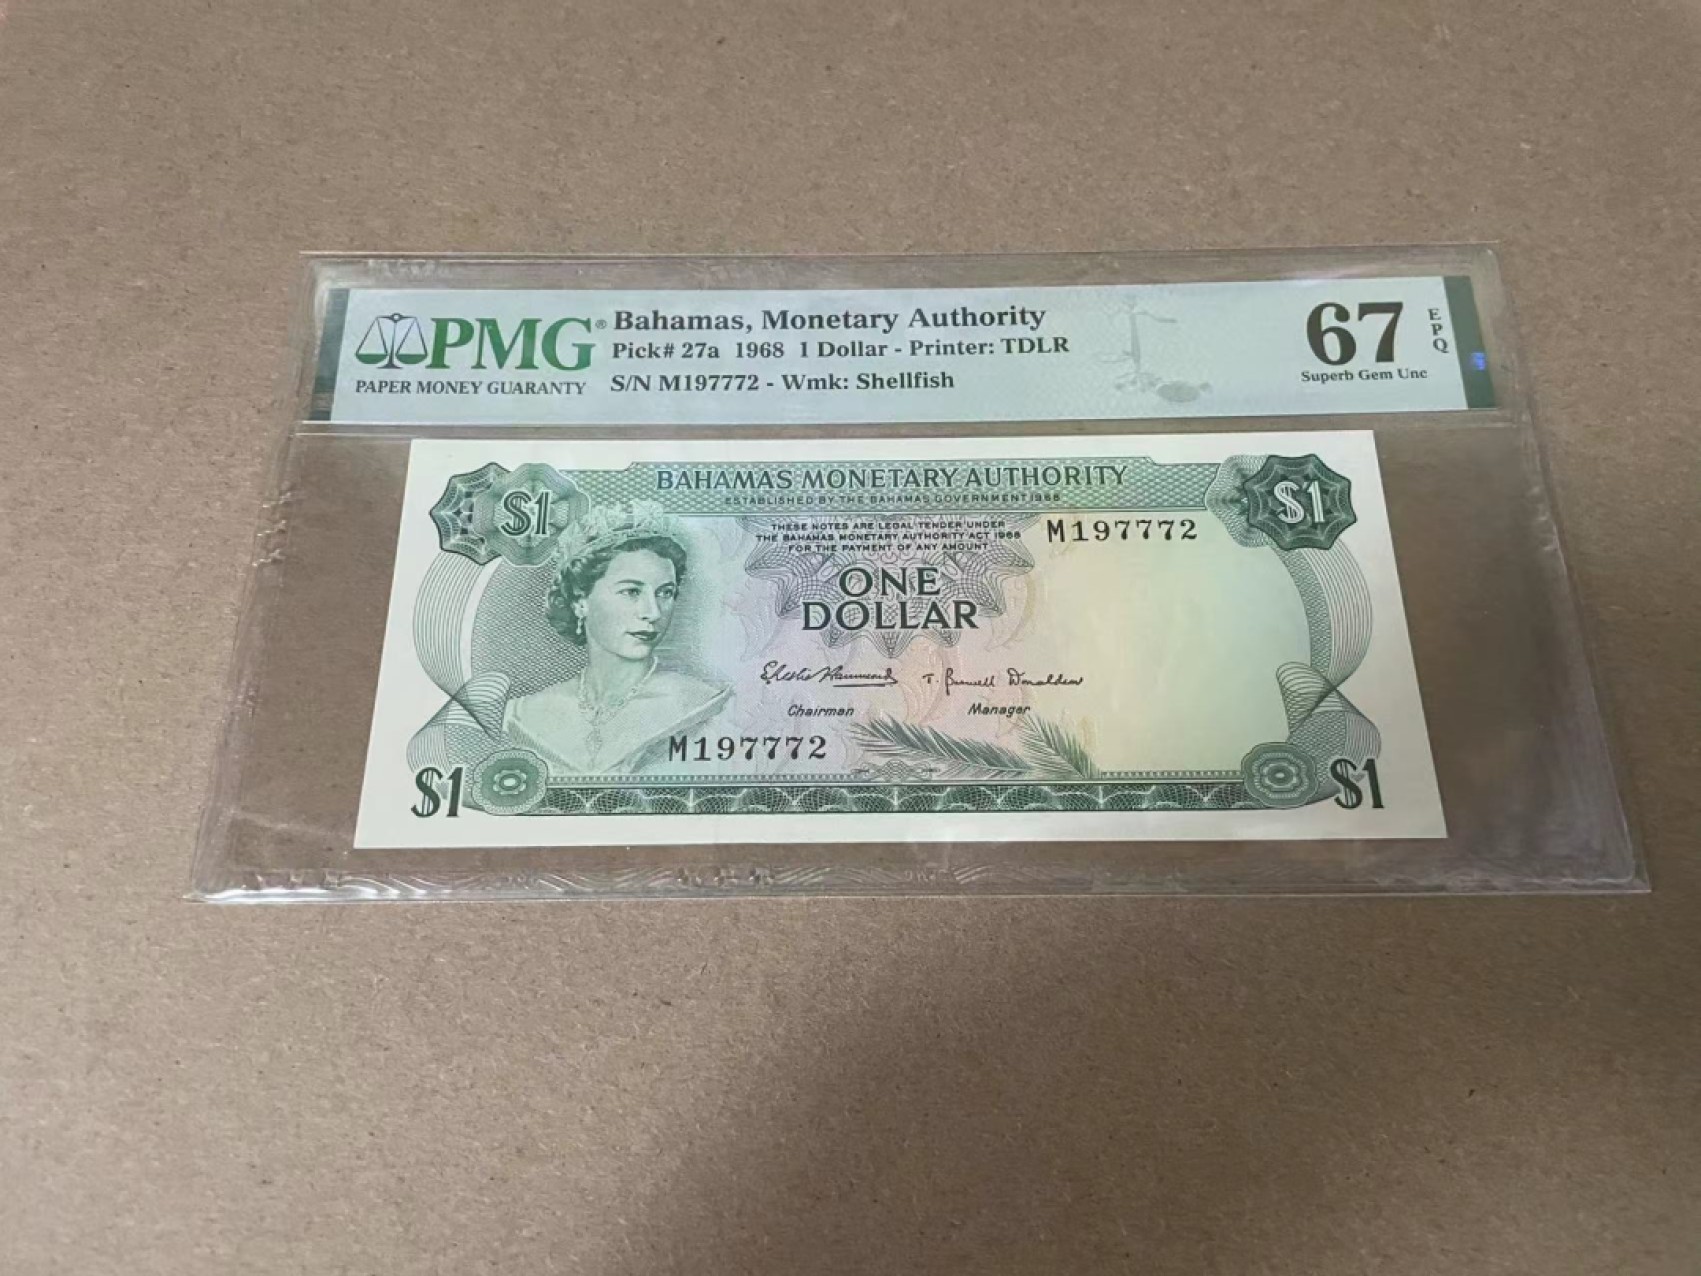 PMG®
PAPER MONEY GUARANTY
Bahamas, Monetary Authority
Pick# 27a 1968 1 Dollar - Printer: TDLR
S/N M197772 - Wmk: Shellfish
67
EPQ
Superb Gem Unc
$1
BAHAMAS MONETARY AUTHORITY
$1
ESTABLISHED BY THE BAHAMAS GOVERNMENT 1968
THESE NOTES ARE LEGAL TENDER UNDER
THE BAHAMAS MONETARY AUTHORITY ACT 1968
FOR THE PAYMENT OF ANY AMOUNT
M197772
ONE
DOLLAR
T. Donaldson
Chairman Manager
M197772
$1
$1